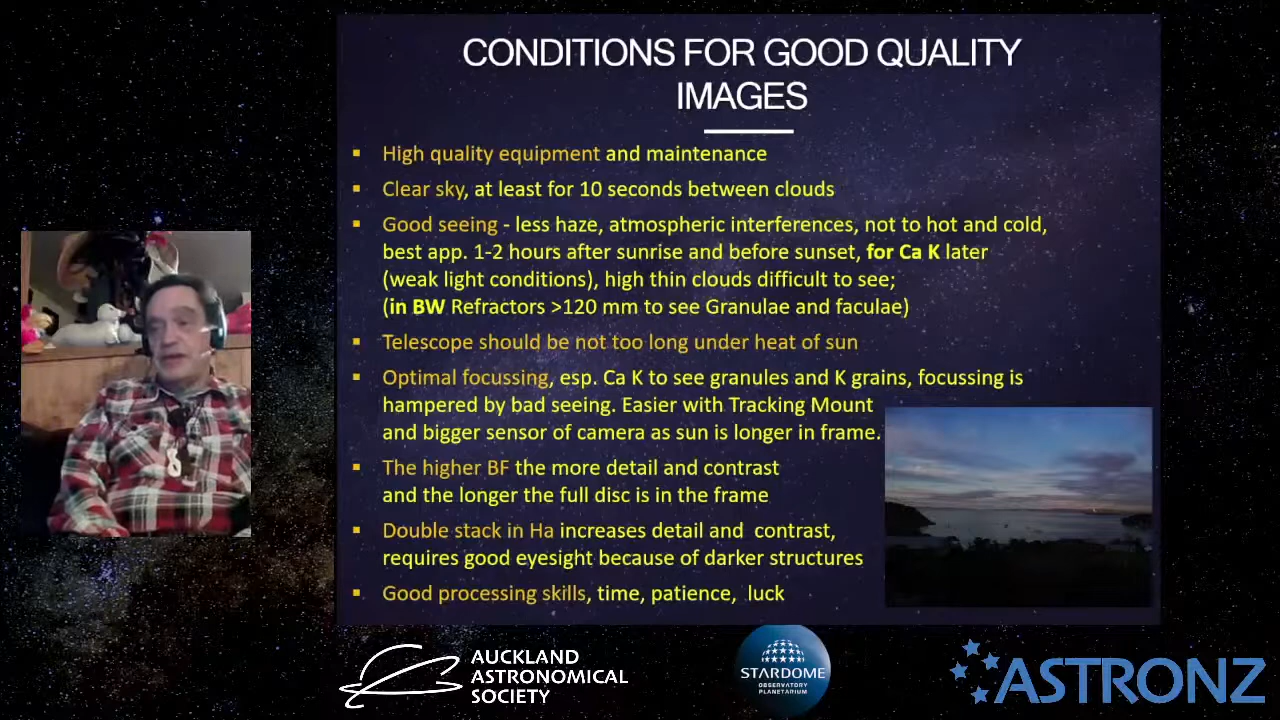 CONDITIONS FOR GOOD QUALITY
IMAGES
▪ High quality equipment and maintenance
▪ Clear sky, at least for 10 seconds between clouds
▪ Good seeing - less haze, atmospheric interferences, not to hot and cold,
best app. 1-2 hours after sunrise and before sunset, for Ca K later
(weak light conditions), high thin clouds difficult to see;
(in BW Refractors >120 mm to see Granulae and faculae)
▪ Telescope should be not too long under heat of sun
▪ Optimal focussing, esp. Ca K to see granules and K grains, focussing is
hampered by bad seeing. Easier with Tracking Mount
and bigger sensor of camera as sun is longer in frame.
▪ The higher BF the more detail and contrast
and the longer the full disc is in the frame
▪ Double stack in Ha increases detail and contrast,
requires good eyesight because of darker structures
▪ Good processing skills, time, patience, luck
AUCKLAND
ASTRONOMICAL
SOCIETY
STARDOME
OBSERVATORY
PLANETARIUM
ASTRONZ